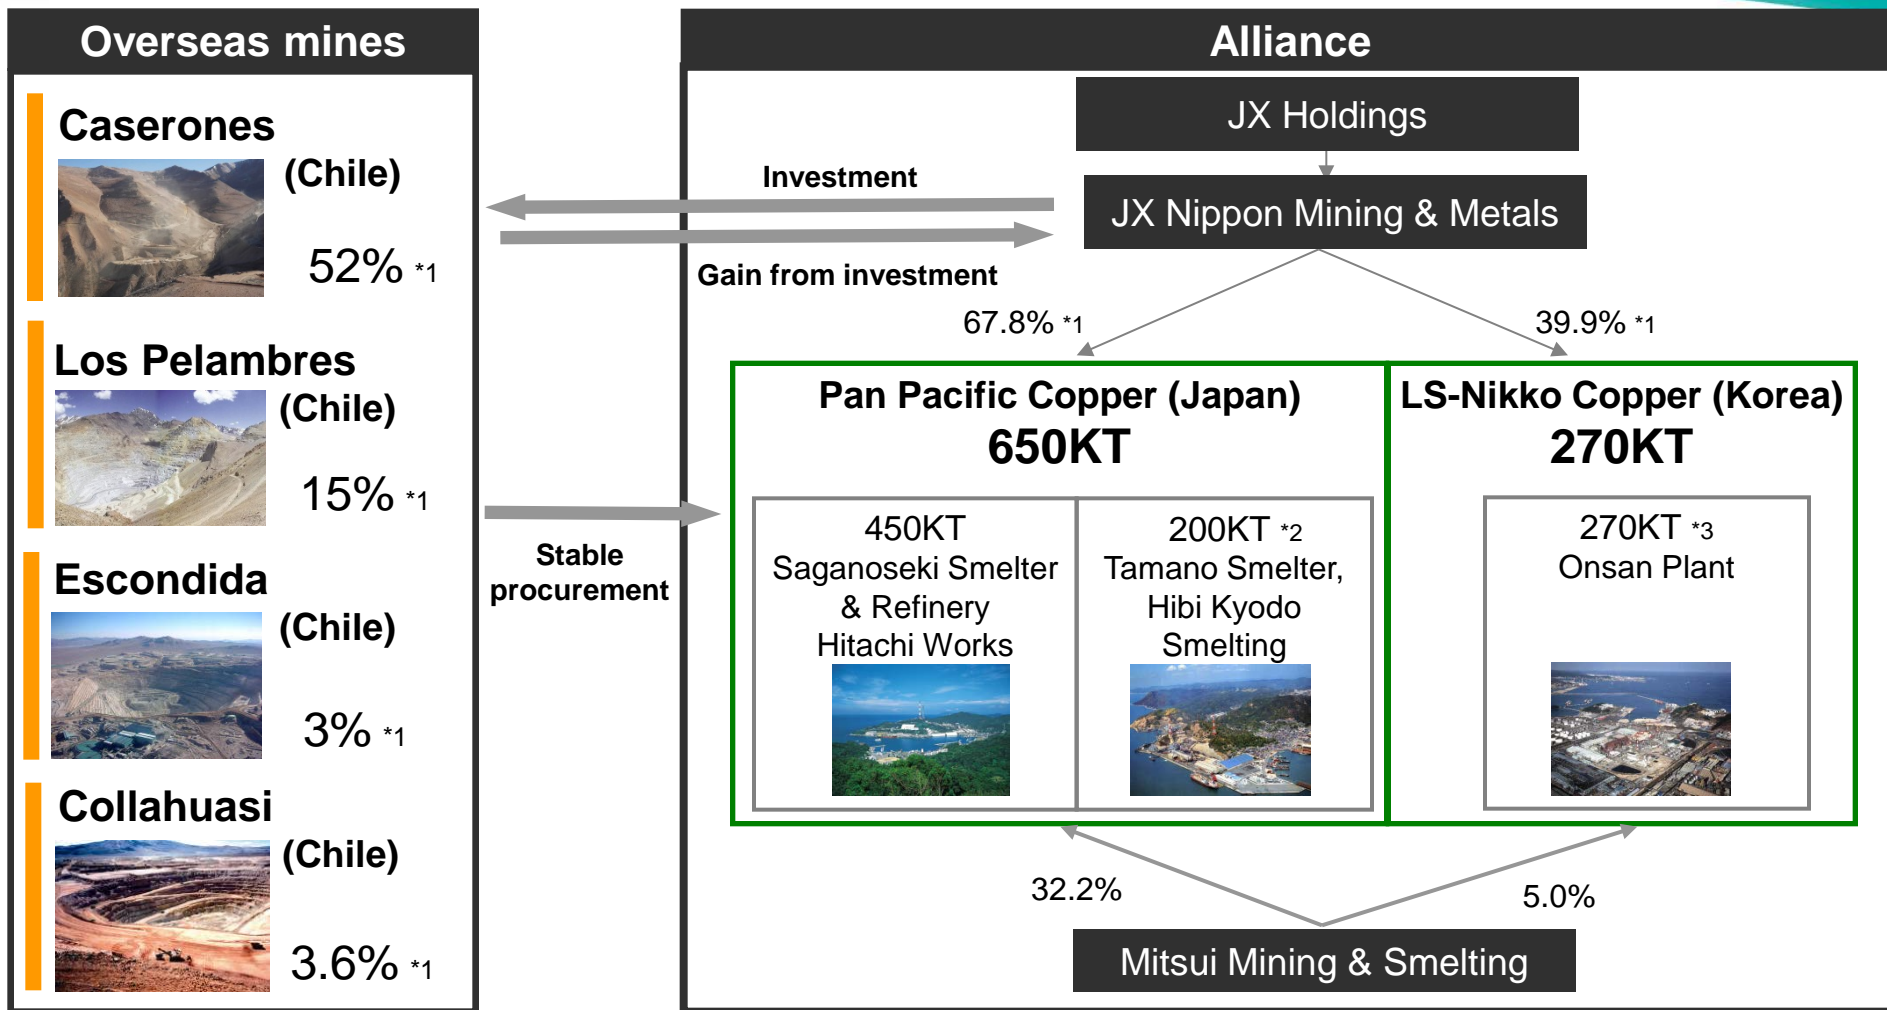 Overseas mines
Caserones
(Chile)
52% *1
Los Pelambres
(Chile)
15% *1
Escondida
(Chile)
3% *1
Collahuasi
(Chile)
3.6% *1
Investment
Gain from investment
Stable
procurement
Alliance
JX Holdings
JX Nippon Mining & Metals
67.8% *1
39.9% *1
Pan Pacific Copper (Japan)
650KT
450KT
Saganoseki Smelter
& Refinery
Hitachi Works
200KT *2
Tamano Smelter,
Hibi Kyodo
Smelting
LS-Nikko Copper (Korea)
270KT
270KT *3
Onsan Plant
32.2%
5.0%
Mitsui Mining & Smelting